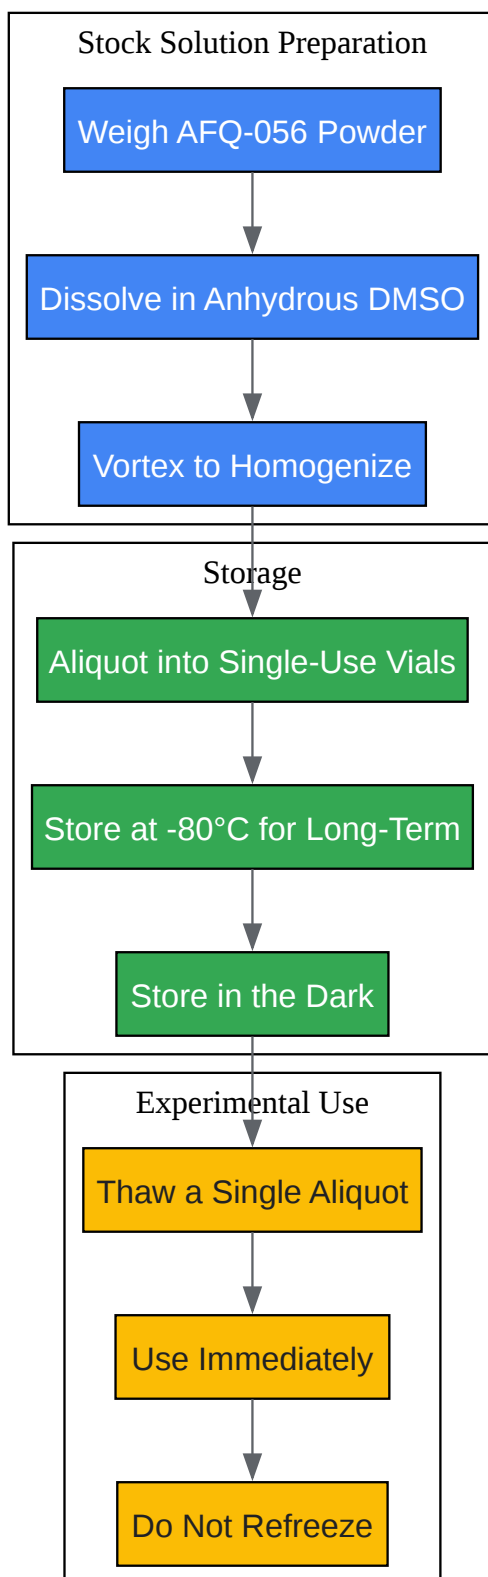 Stock Solution Preparation
Weigh AFQ-056 Powder
Dissolve in Anhydrous DMSO
Vortex to Homogenize
Storage
Aliquot into Single-Use Vials
Store at -80°C for Long-Term
Store in the Dark
Experimental Use
Thaw a Single Aliquot
Use Immediately
Do Not Refreeze